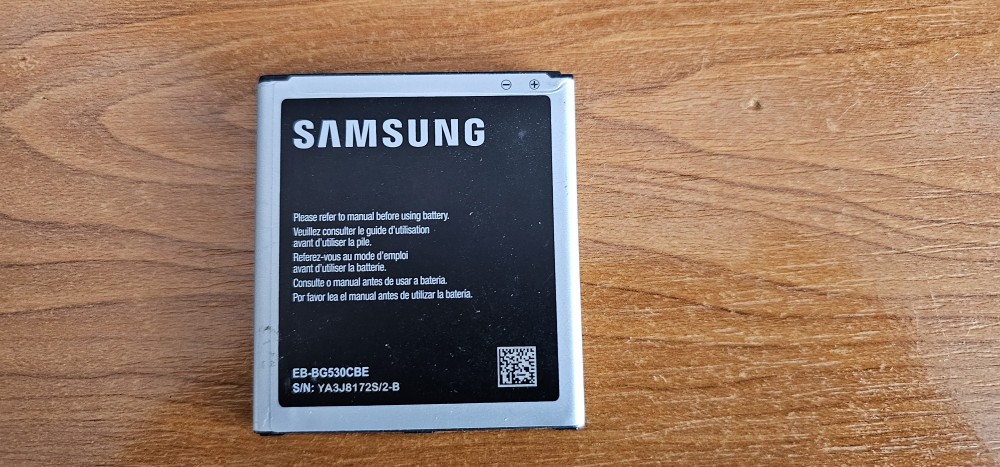 SAMSUNG
Please refer to manual before using battery.
Veuillez consulter le guide d'utilisation
avant d'utiliser la pile.
Referez-vous au mode d'emploi
avant d'utiliser la batterie.
Consulte o manual antes de usar a bateria.
Por favor lea el manual antes de utilizar la batería.
EB-BG530CBE
S/N: YA3J8172S/2-B